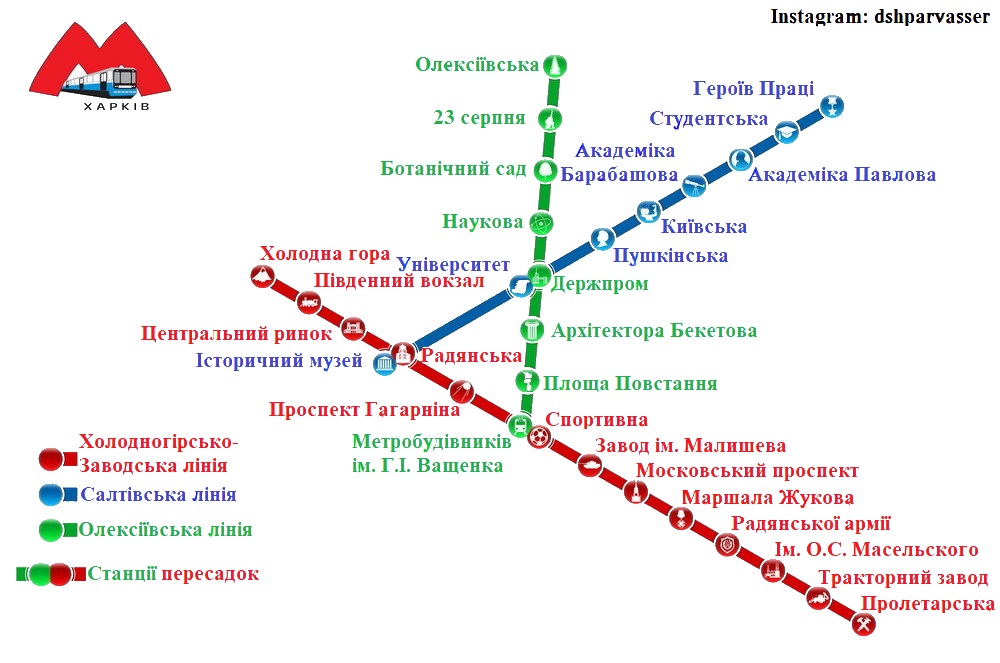 Instagram: dshparvasser
ХАРКІВ
Олексіївська
23 серпня
Ботанічний сад
Наукова
Героїв Праці
Студентська
Академіка
Барабашова
Академіка Павлова
Київська
Пушкінська
Холодна гора
Університет
Південний вокзал
Держпром
Центральний ринок
Архітектора Бекетова
Історичний музей
Радянська
Площа Повстання
Проспект Гагарніна
Спортивна
Метробудівників
ім. Г.І. Ващенка
Завод ім. Малишева
Московський проспект
Маршала Жукова
Радянської армії
Ім. О.С. Масельского
Тракторний завод
Пролетарська
Холодногірсько-
Заводська лінія
Салтівська лінія
Олексіївська лінія
Станції пересадок